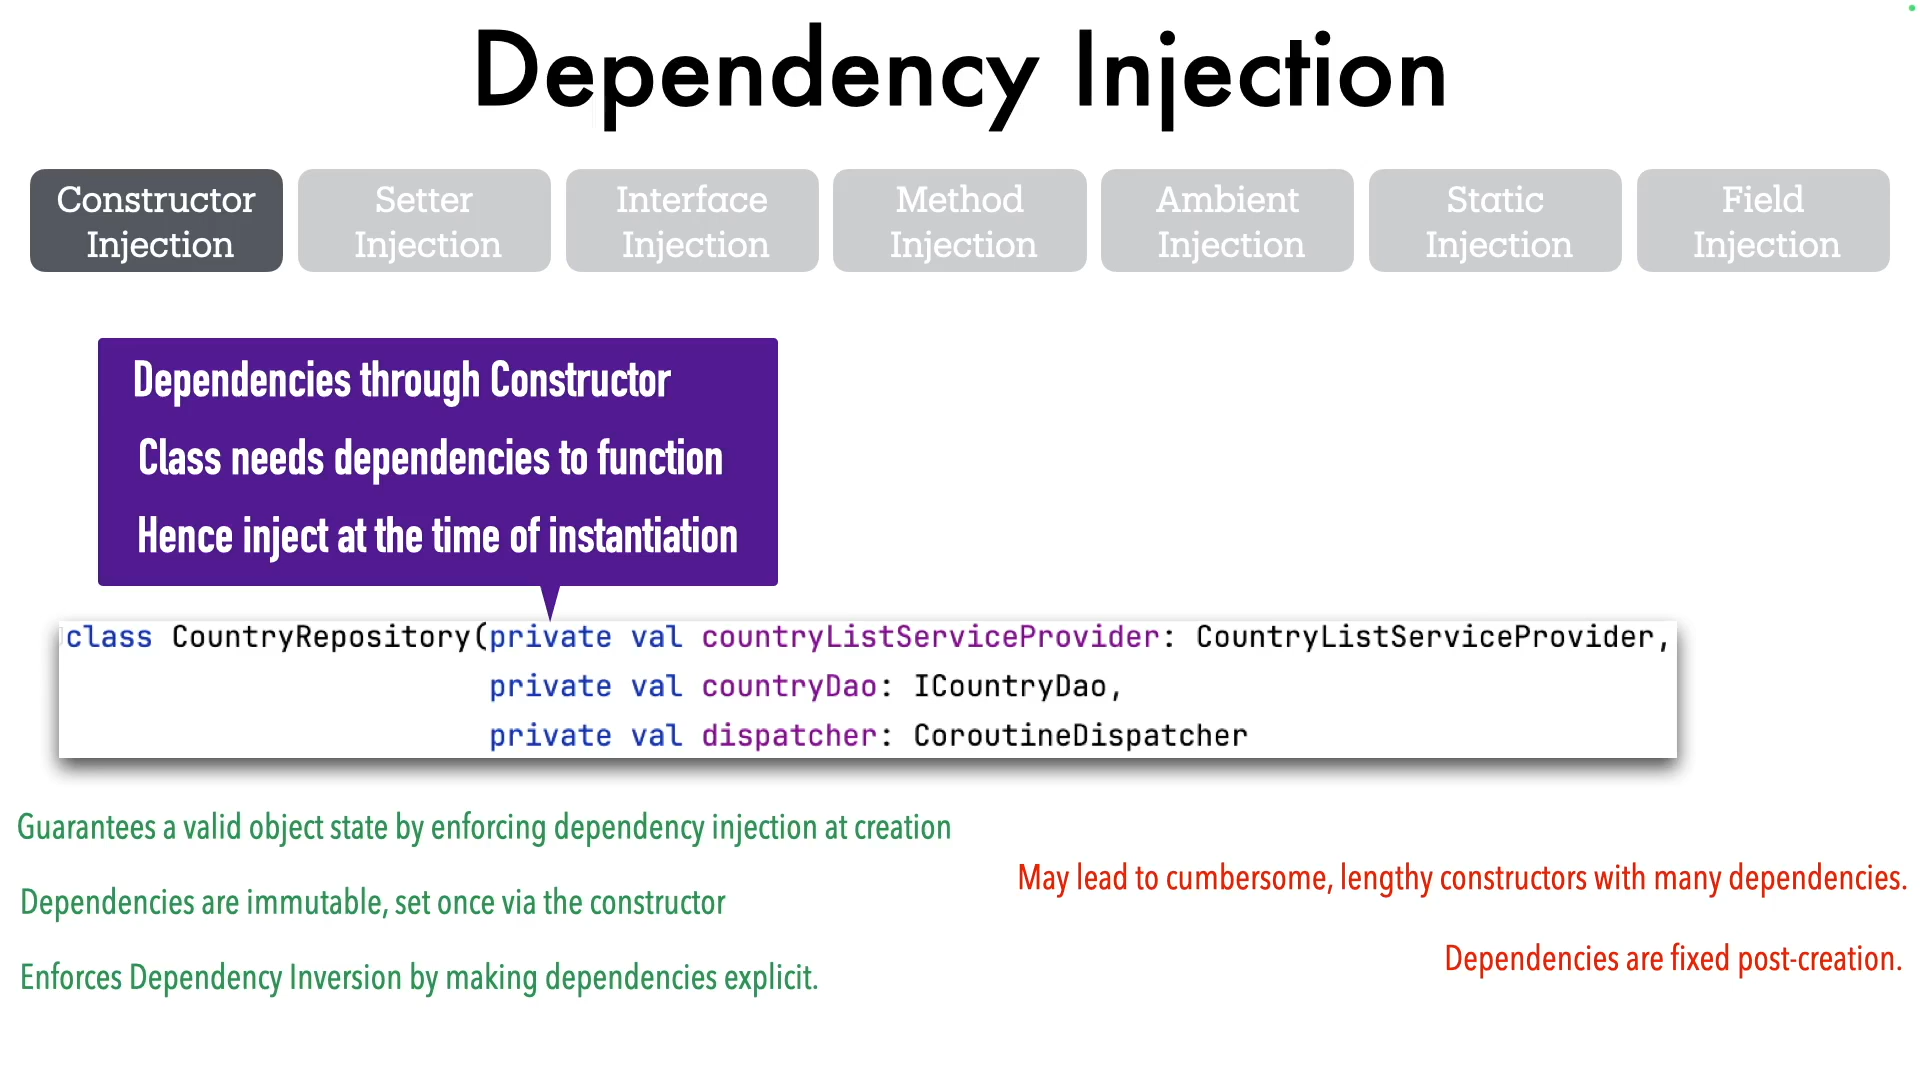 Dependency Injection
Constructor
Injection
Setter
Injection
Interface
Injection
Method
Injection
Ambient
Injection
Static
Injection
Field
Injection
Dependencies through Constructor
Class needs dependencies to function
Hence inject at the time of instantiation
class CountryRepository(private val countryListServiceProvider: CountryListServiceProvider,
private val countryDao: ICountryDao,
private val dispatcher: CoroutineDispatcher
Guarantees a valid object state by enforcing dependency injection at creation
May lead to cumbersome, lengthy constructors with many dependencies.
Dependencies are immutable, set once via the constructor
Dependencies are fixed post-creation.
Enforces Dependency Inversion by making dependencies explicit.